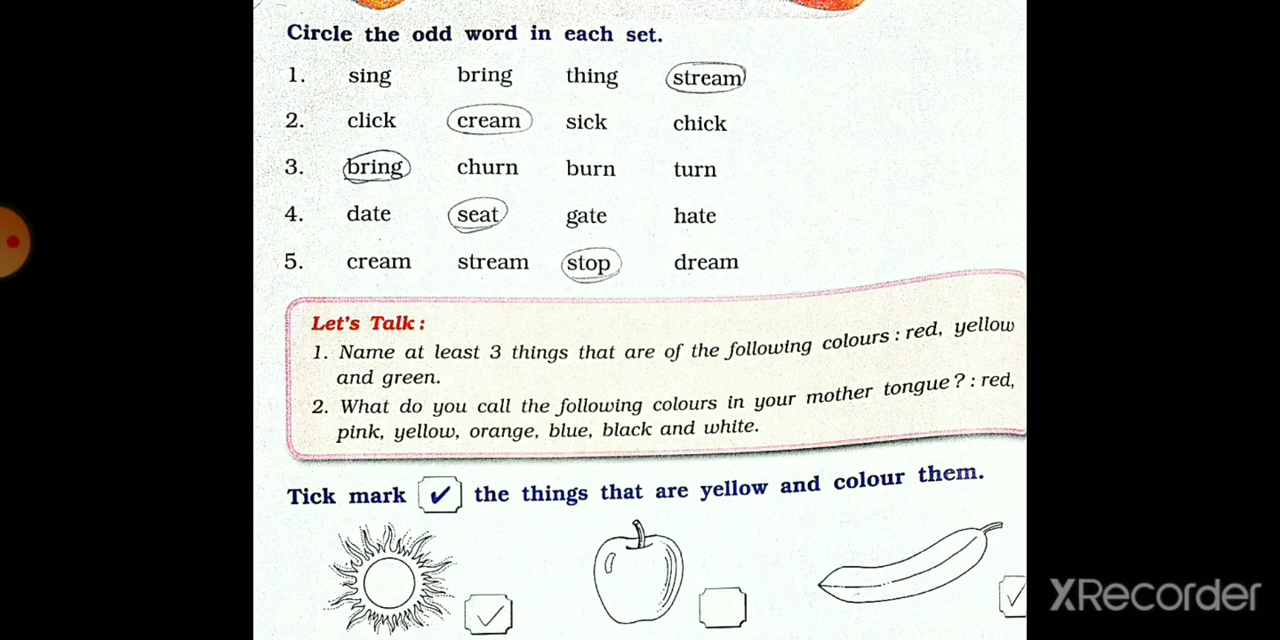 Circle the odd word in each set.
1. sing bring thing stream
2. click cream sick chick
3. bring churn burn turn
4. date seat gate hate
5. cream stream stop dream
Let's Talk :
1. Name at least 3 things that are of the following colours : red, yellow
and green.
2. What do you call the following colours in your mother tongue ? : red,
pink, yellow, orange, blue, black and white.
Tick mark ✔ the things that are yellow and colour them.
XRecorder